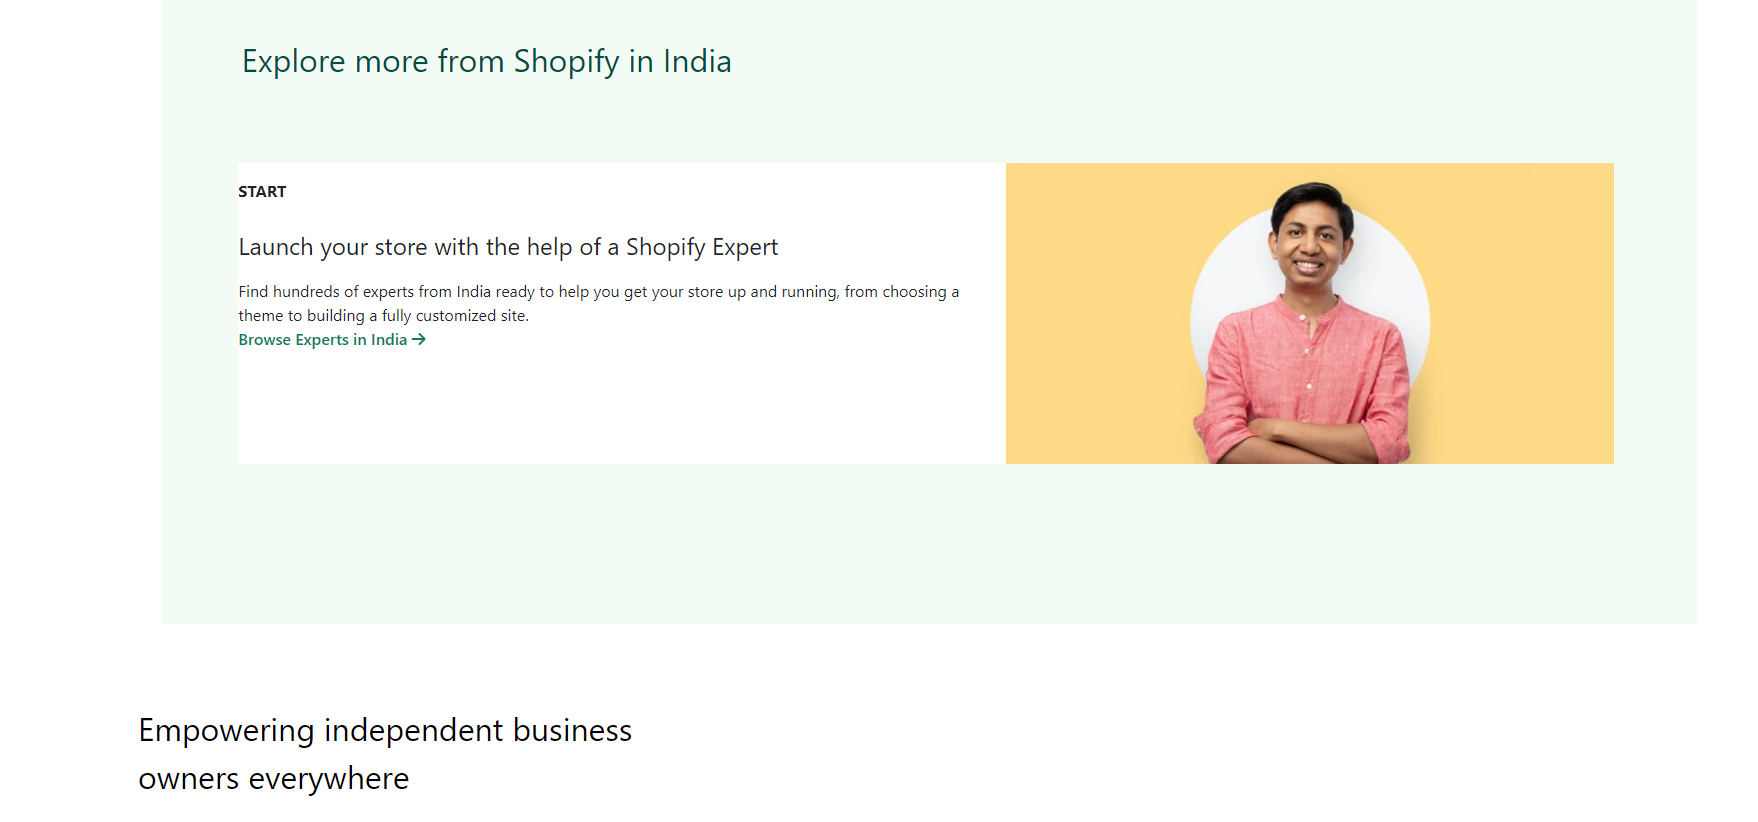 Explore more from Shopify in India
START
Launch your store with the help of a Shopify Expert
Find hundreds of experts from India ready to help you get your store up and running, from choosing a
theme to building a fully customized site.
Browse Experts in India →
Empowering independent business
owners everywhere